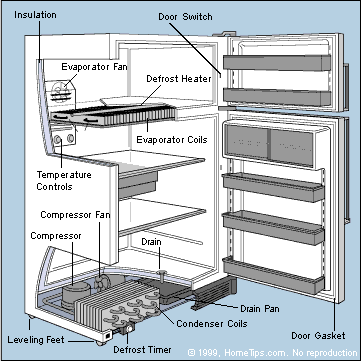 Door Switch
Insulation
Evaporator Fan
Defrost Heater
Evaporator Coils
Temperature
Controls
Compressor Fan
Compressor
Drain
Drain Pan
Door Gasket
Condenser Coils
Leveling Feet
Defrost Timer
© 1999, HomeTips.com. No reproduction